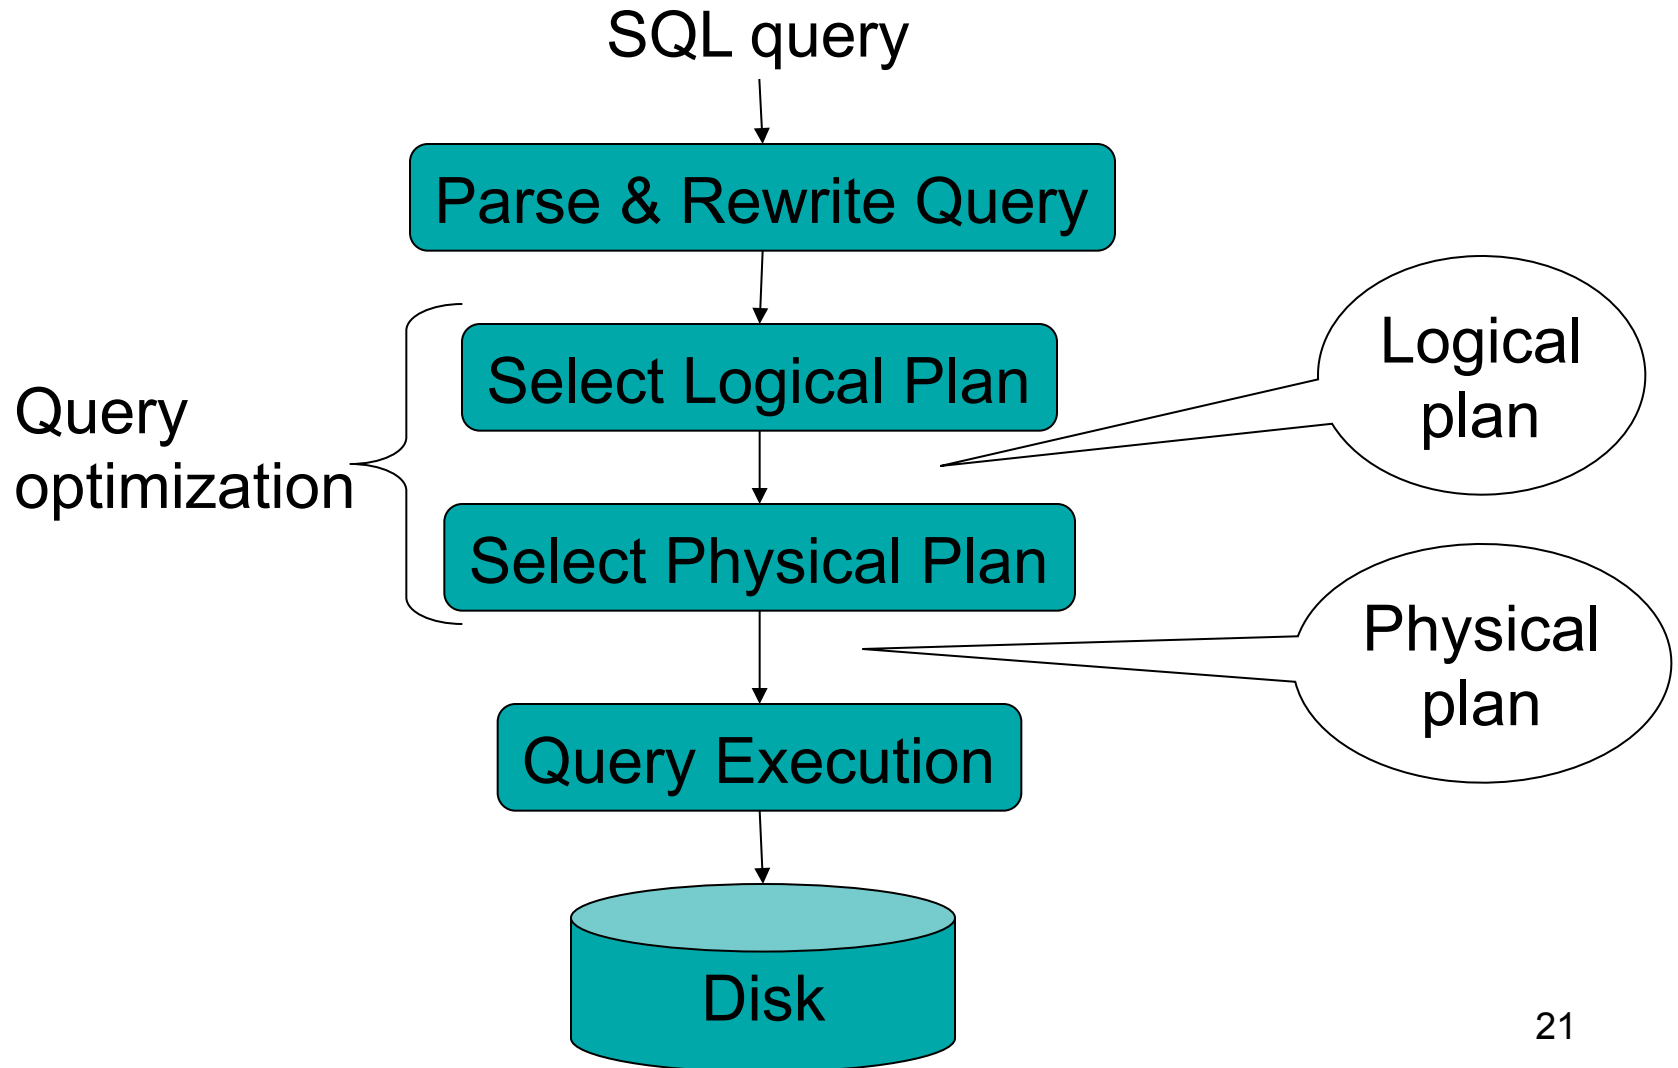 SQL query
Parse & Rewrite Query
Select Logical Plan
Logical
plan
Query
optimization
Select Physical Plan
Physical
plan
Query Execution
Disk
21